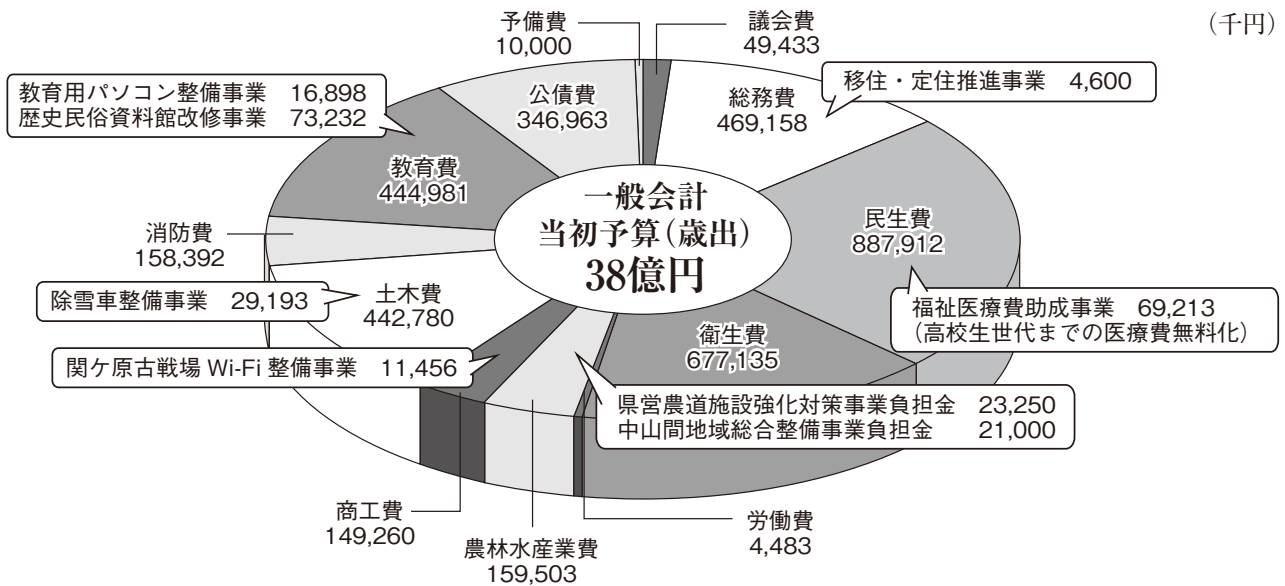 (千円)
予備費
10,000
議会費
49,433
教育用パソコン整備事業 16,898
歴史民俗資料館改修事業 73,232
公債費
346,963
総務費
469,158
移住・定住推進事業 4,600
教育費
444,981
一般会計
当初予算(歳出)
38億円
民生費
887,912
消防費
158,392
福祉医療費助成事業 69,213
(高校生世代までの医療費無料化)
除雪車整備事業 29,193
土木費
442,780
衛生費
677,135
関ケ原古戦場 Wi-Fi 整備事業 11,456
県営農道施設強化対策事業負担金 23,250
中山間地域総合整備事業負担金 21,000
商工費
149,260
農林水産業費
159,503
労働費
4,483